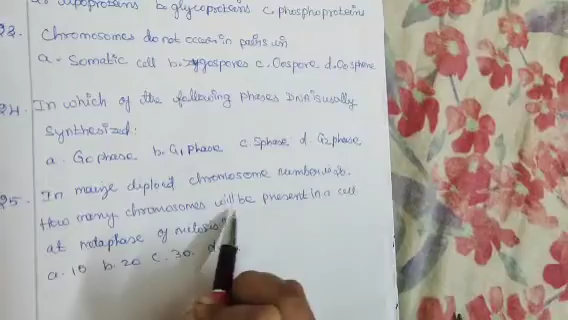 lipoproteins b. glycoproteins c. phosphoproteins
23. Chromosomes do not occur in pairs in
a. Somatic cell b. zygospores c. Oospore d. Oosphere
24. In which of the following phases DNA is usually
Synthesized:
a. G0 phase b. G1 phase c. S phase d. G2 phase
25. In maize diploid chromosome number is
How many chromosomes will be present in a cell
at metaphase of mitosis
a. 10 b. 20 c. 30. d